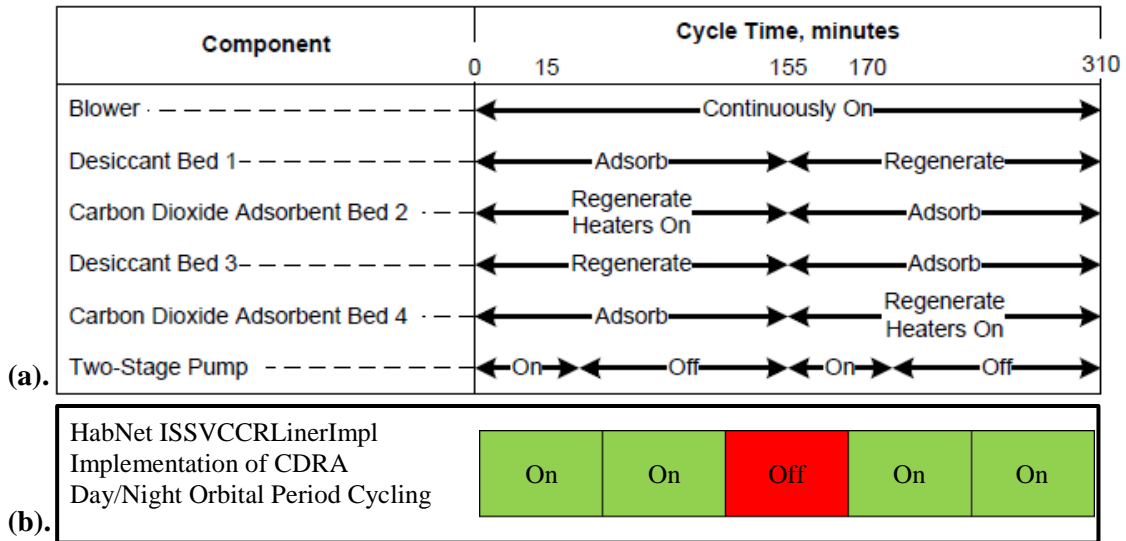 Component
Cycle Time, minutes
0 15 155 170 310
Blower
Continuously On
Desiccant Bed 1
Adsorb Regenerate
Carbon Dioxide Adsorbent Bed 2
Regenerate
Heaters On
Adsorb
Desiccant Bed 3
Regenerate Adsorb
Carbon Dioxide Adsorbent Bed 4
Adsorb
Regenerate
Heaters On
(a). Two-Stage Pump
On Off On Off
HabNet ISSVCCRLinerImpl
Implementation of CDRA
Day/Night Orbital Period Cycling
On On Off On On
(b).